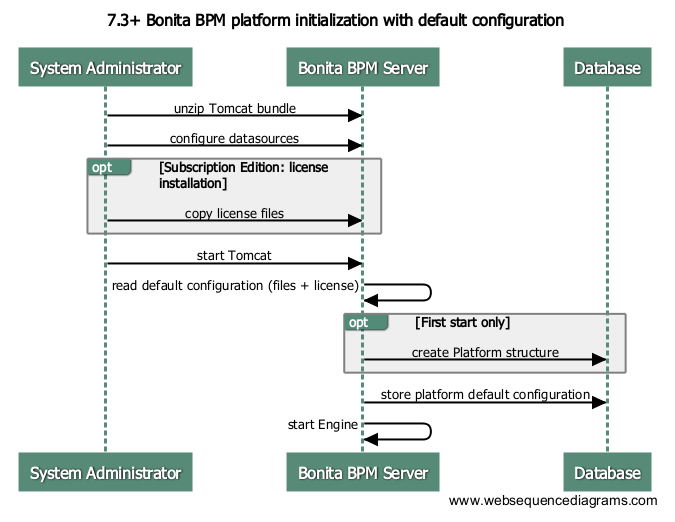 7.3+ Bonita BPM platform initialization with default configuration
System Administrator
Bonita BPM Server
Database
unzip Tomcat bundle
configure datasources
opt
[Subscription Edition: license
installation]
copy license files
start Tomcat
read default configuration (files + license)
opt
[First start only]
create Platform structure
store platform default configuration
start Engine
System Administrator
Bonita BPM Server
Database
www.websequencediagrams.com